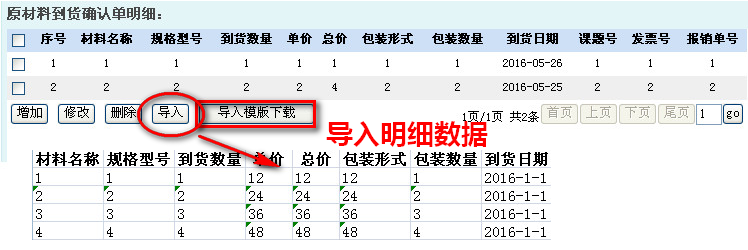 原材料到货确认单明细：
序号 材料名称 规格型号 到货数量 单价 总价 包装形式 包装数量 到货日期 课题号 发票号 报销单号
1 1 1 1 1 1 1 1 2016-05-26 1 1 1
2 2 2 2 2 4 2 2 2016-05-25 2 2 2
增加 修改 删除 导入 导入模版下载 1页/1页 共2条 首页 上页 下页 尾页 1 go
导入明细数据
材料名称 规格型号 到货数量 单价 总价 包装形式 包装数量 到货日期
1 1 1 12 12 12 1 2016-1-1
2 2 2 24 24 24 2 2016-1-1
3 3 3 36 36 36 3 2016-1-1
4 4 4 48 48 48 4 2016-1-1